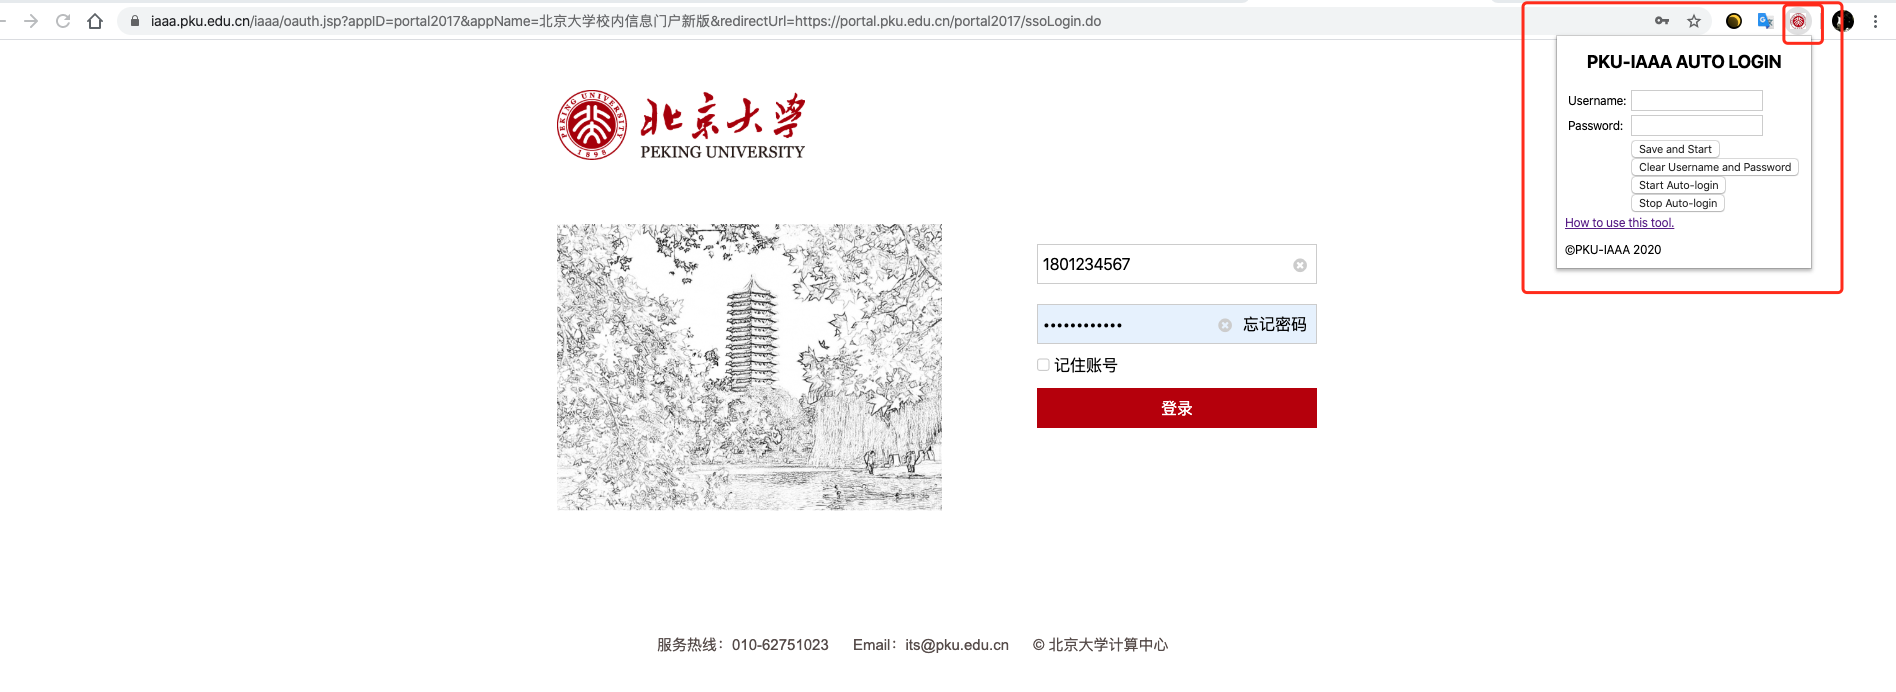 iaaa.pku.edu.cn/iaaa/oauth.jsp?appID=portal2017&appName=北京大学校内信息门户新版&redirectUrl=https://portal.pku.edu.cn/portal2017/ssoLogin.do
PKU-IAAA AUTO LOGIN
Username:
Password:
Save and Start
Clear Username and Password
Start Auto-login
Stop Auto-login
How to use this tool.
©PKU-IAAA 2020
PEKING UNIVERSITY
1898
北京大学
PEKING UNIVERSITY
1801234567
••••••••••••
忘记密码
记住账号
登录
服务热线：010-62751023 Email：its@pku.edu.cn © 北京大学计算中心